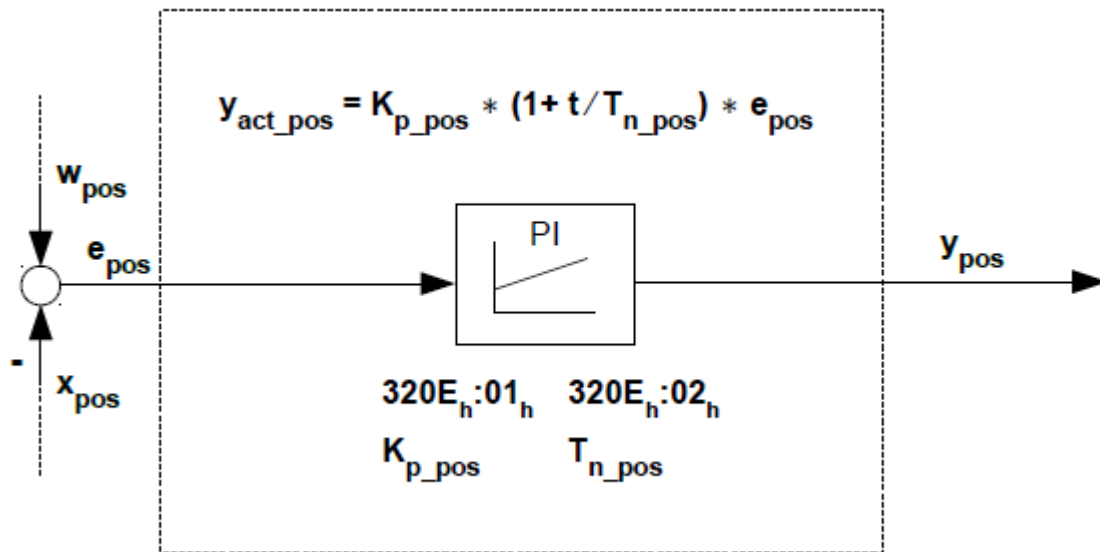 y_act_pos = K_p_pos * (1+ t/T_n_pos) * e_pos
w_pos
e_pos
PI
y_pos
-
x_pos
320E_h:01_h 320E_h:02_h
K_p_pos T_n_pos